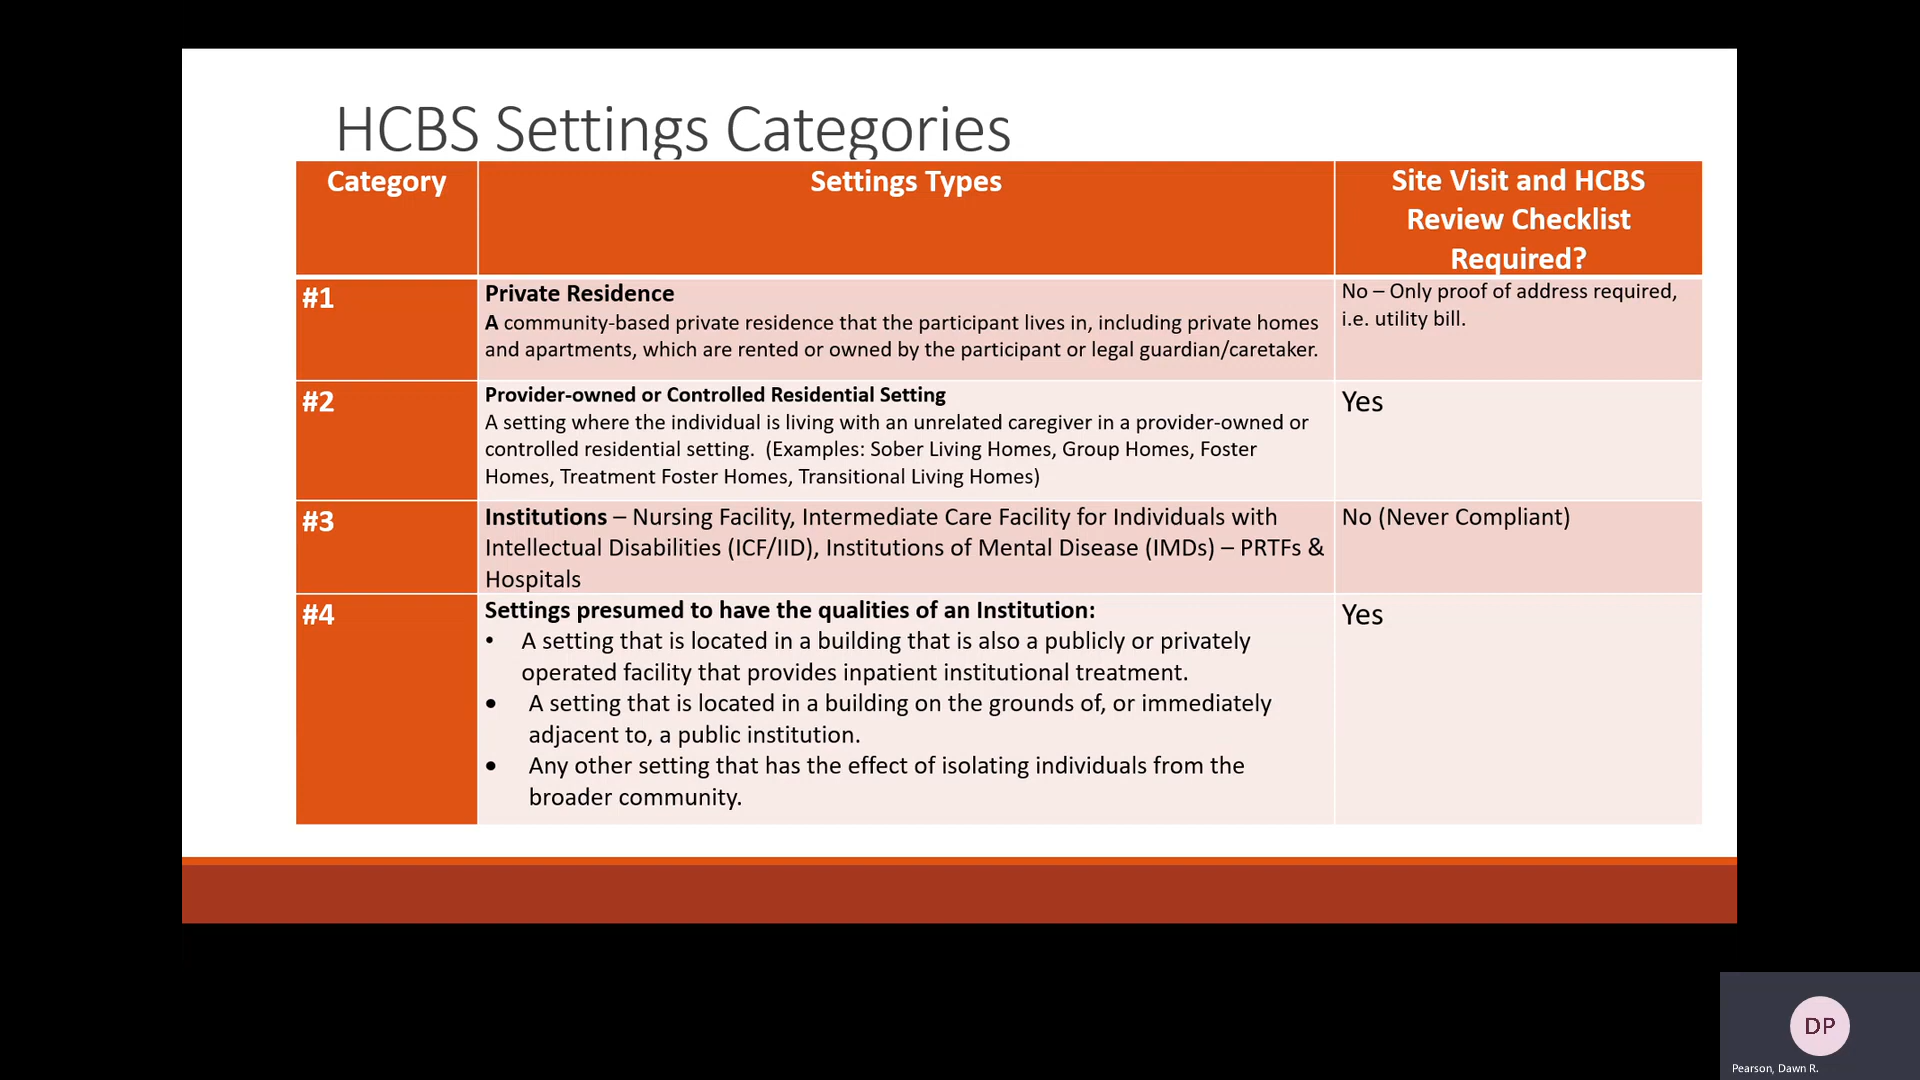 HCBS Settings Categories
Category
Settings Types
Site Visit and HCBS
Review Checklist
Required?
#1
Private Residence
A community-based private residence that the participant lives in, including private homes
and apartments, which are rented or owned by the participant or legal guardian/caretaker.
No – Only proof of address required,
i.e. utility bill.
#2
Provider-owned or Controlled Residential Setting
A setting where the individual is living with an unrelated caregiver in a provider-owned or
controlled residential setting.  (Examples: Sober Living Homes, Group Homes, Foster
Homes, Treatment Foster Homes, Transitional Living Homes)
Yes
#3
Institutions – Nursing Facility, Intermediate Care Facility for Individuals with
Intellectual Disabilities (ICF/IID), Institutions of Mental Disease (IMDs) – PRTFs &
Hospitals
No (Never Compliant)
#4
Settings presumed to have the qualities of an Institution:
• A setting that is located in a building that is also a publicly or privately
operated facility that provides inpatient institutional treatment.
• A setting that is located in a building on the grounds of, or immediately
adjacent to, a public institution.
• Any other setting that has the effect of isolating individuals from the
broader community.
Yes
DP
Pearson, Dawn R.